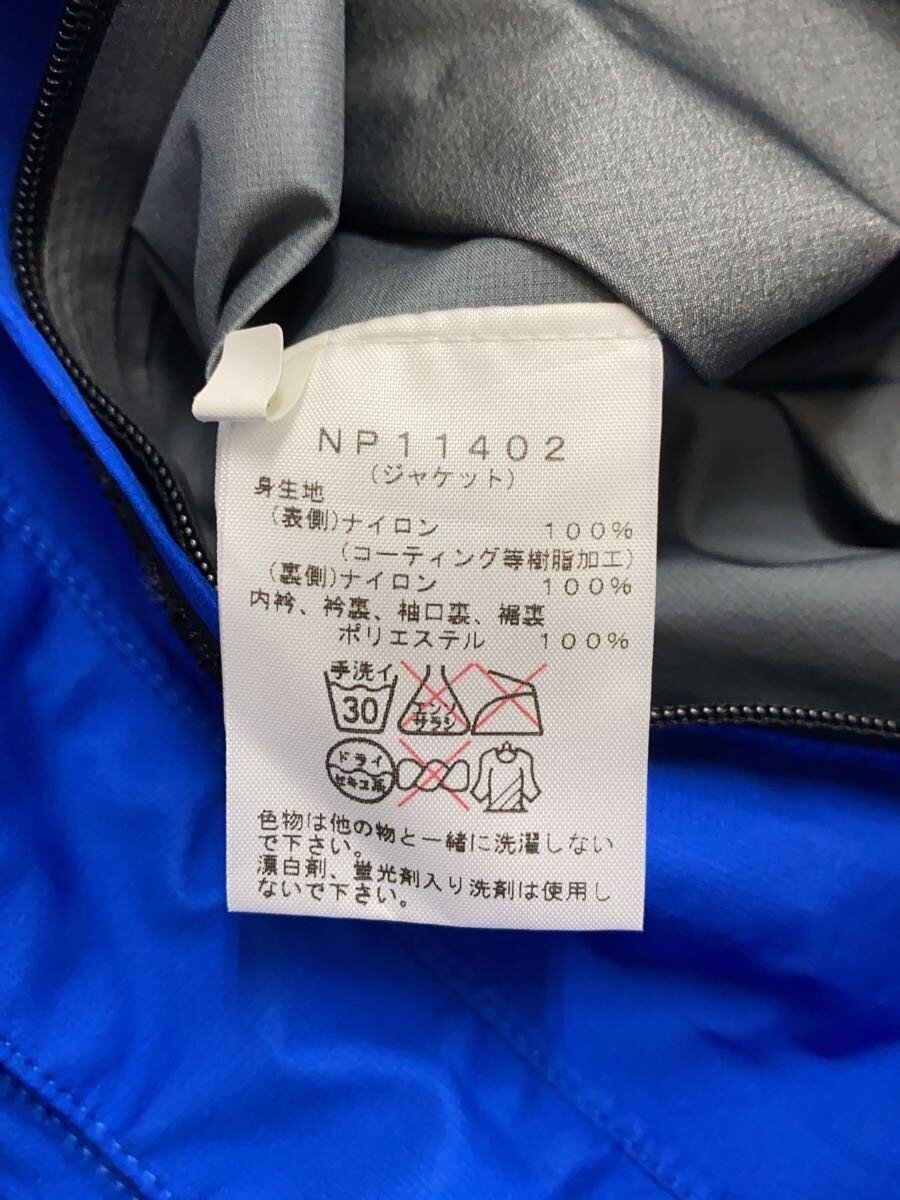 NP11402
(ジャケット)
身生地
(表側)ナイロン 100%
(コーティング等樹脂加工)
(裏側)ナイロン 100%
内衿、衿裏、袖口裏、裾裏
ポリエステル 100%
手洗イ
30
エンソ
サラシ
ドライ
セキユ系
色物は他の物と一緒に洗濯しない
で下さい。
漂白剤、蛍光剤入り洗剤は使用し
ないで下さい。